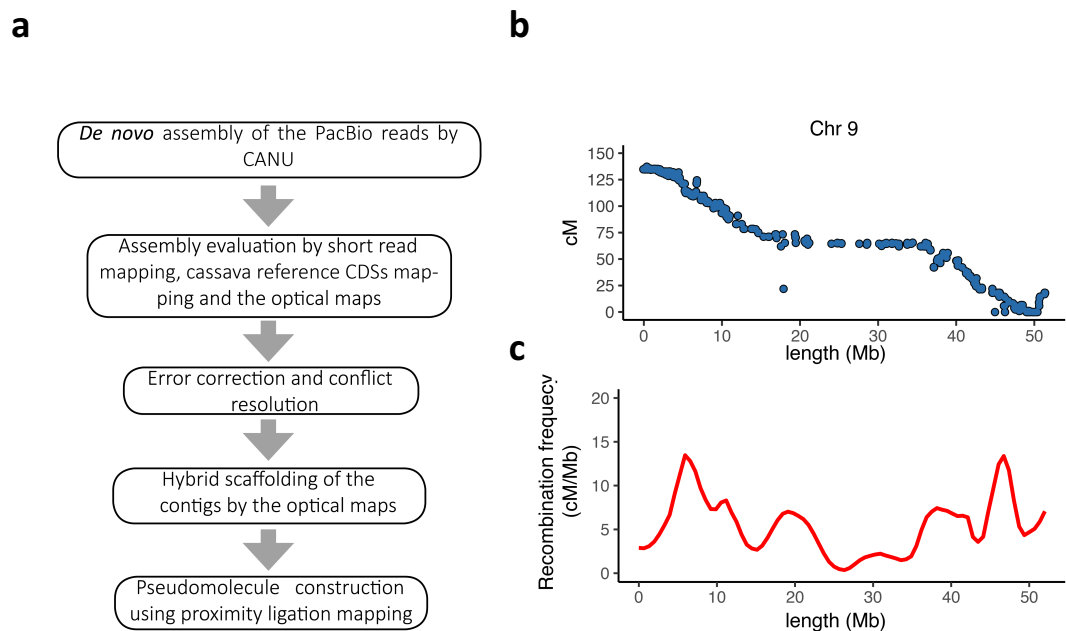 a
De novo assembly of the PacBio reads by
CANU
Assembly evaluation by short read
mapping, cassava reference CDSs map-
ping and the optical maps
Error correction and conflict
resolution
Hybrid scaffolding of the
contigs by the optical maps
Pseudomolecule construction
using proximity ligation mapping
b
Chr 9
cM
150
125
100
75
50
25
0
0 10 20 30 40 50
length (Mb)
c
Recombination frequecy
(cM/Mb)
20
15
10
5
0
0 10 20 30 40 50
length (Mb)